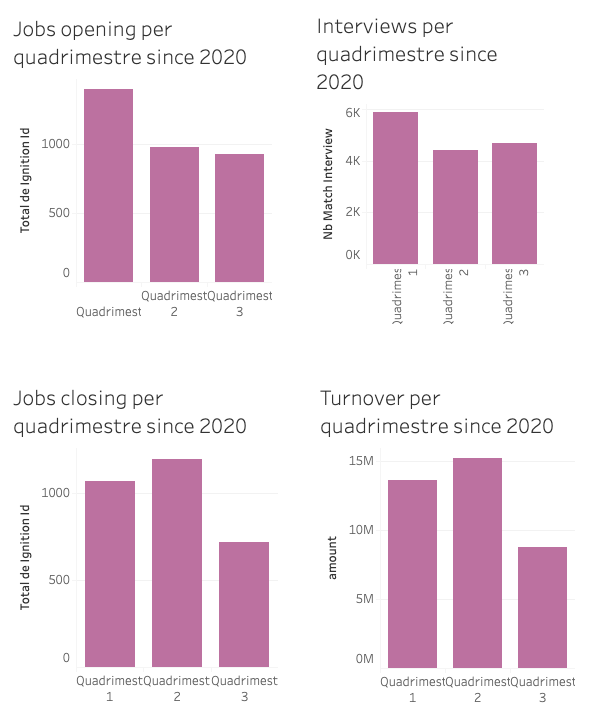 Jobs opening per
quadrimestre since 2020
Total de Ignition Id
1000
500
0
Quadrimest
Quadrimest
2
Quadrimest
3
Interviews per
quadrimestre since
2020
Nb Match Interview
6K
4K
2K
0K
Quadrimes
1
Quadrimes
2
Quadrimes
3
Jobs closing per
quadrimestre since 2020
Total de Ignition Id
1000
500
0
Quadrimest
1
Quadrimest
2
Quadrimest
3
Turnover per
quadrimestre since 2020
amount
15M
10M
5M
0M
Quadrimest
1
Quadrimest
2
Quadrimest
3